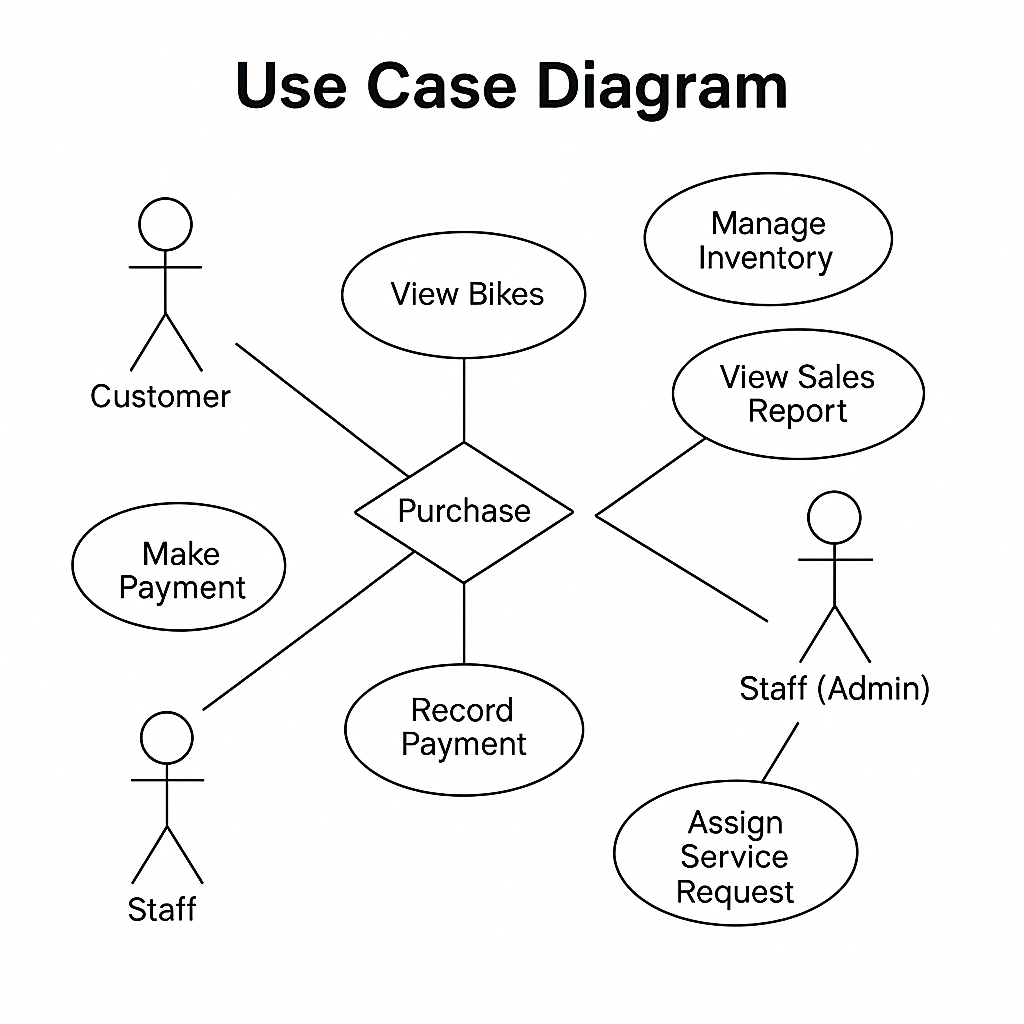 Use Case Diagram
Manage
Inventory
View Bikes
View Sales
Report
Customer
Purchase
Make
Payment
Staff (Admin)
Record
Payment
Assign
Service
Request
Staff